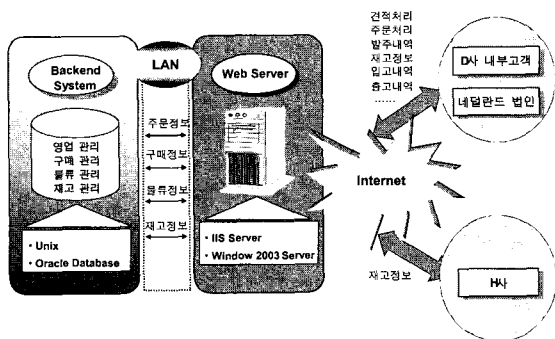 Backend
System
영업 관리
구매 관리
물류 관리
재고 관리
· Unix
· Oracle Database
LAN
주문정보
구매정보
물류정보
재고정보
Web Server
· IIS Server
· Window 2003 Server
Internet
견적처리
주문처리
발주내역
재고정보
입고내역
출고내역
......
D사 내부고객
네덜란드 법인
재고정보
H사